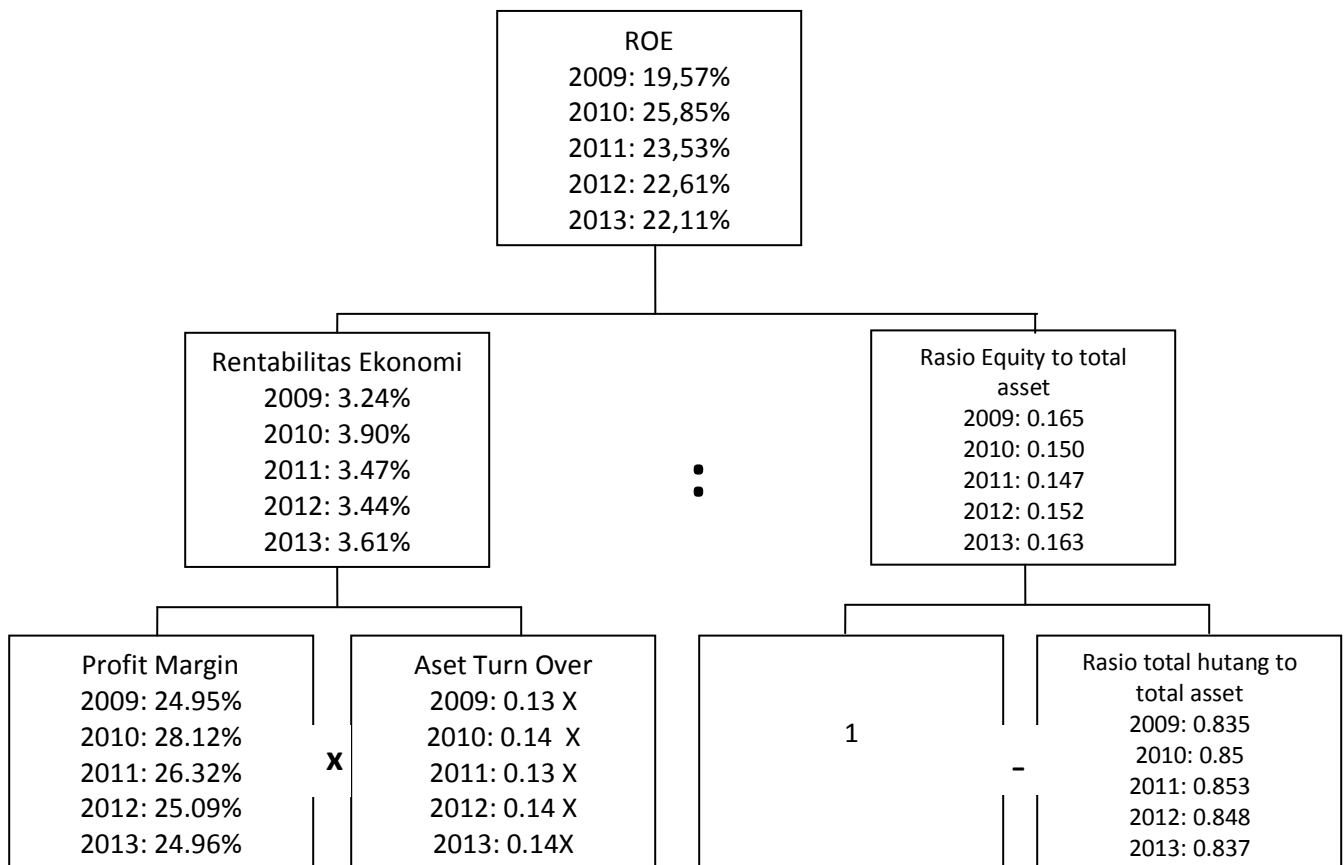 ROE
2009: 19,57%
2010: 25,85%
2011: 23,53%
2012: 22,61%
2013: 22,11%
Rentabilitas Ekonomi
2009: 3.24%
2010: 3.90%
2011: 3.47%
2012: 3.44%
2013: 3.61%
:
Rasio Equity to total
asset
2009: 0.165
2010: 0.150
2011: 0.147
2012: 0.152
2013: 0.163
Profit Margin
2009: 24.95%
2010: 28.12%
2011: 26.32%
2012: 25.09%
2013: 24.96%
x
Aset Turn Over
2009: 0.13 X
2010: 0.14 X
2011: 0.13 X
2012: 0.14 X
2013: 0.14X
1
-
Rasio total hutang to
total asset
2009: 0.835
2010: 0.85
2011: 0.853
2012: 0.848
2013: 0.837